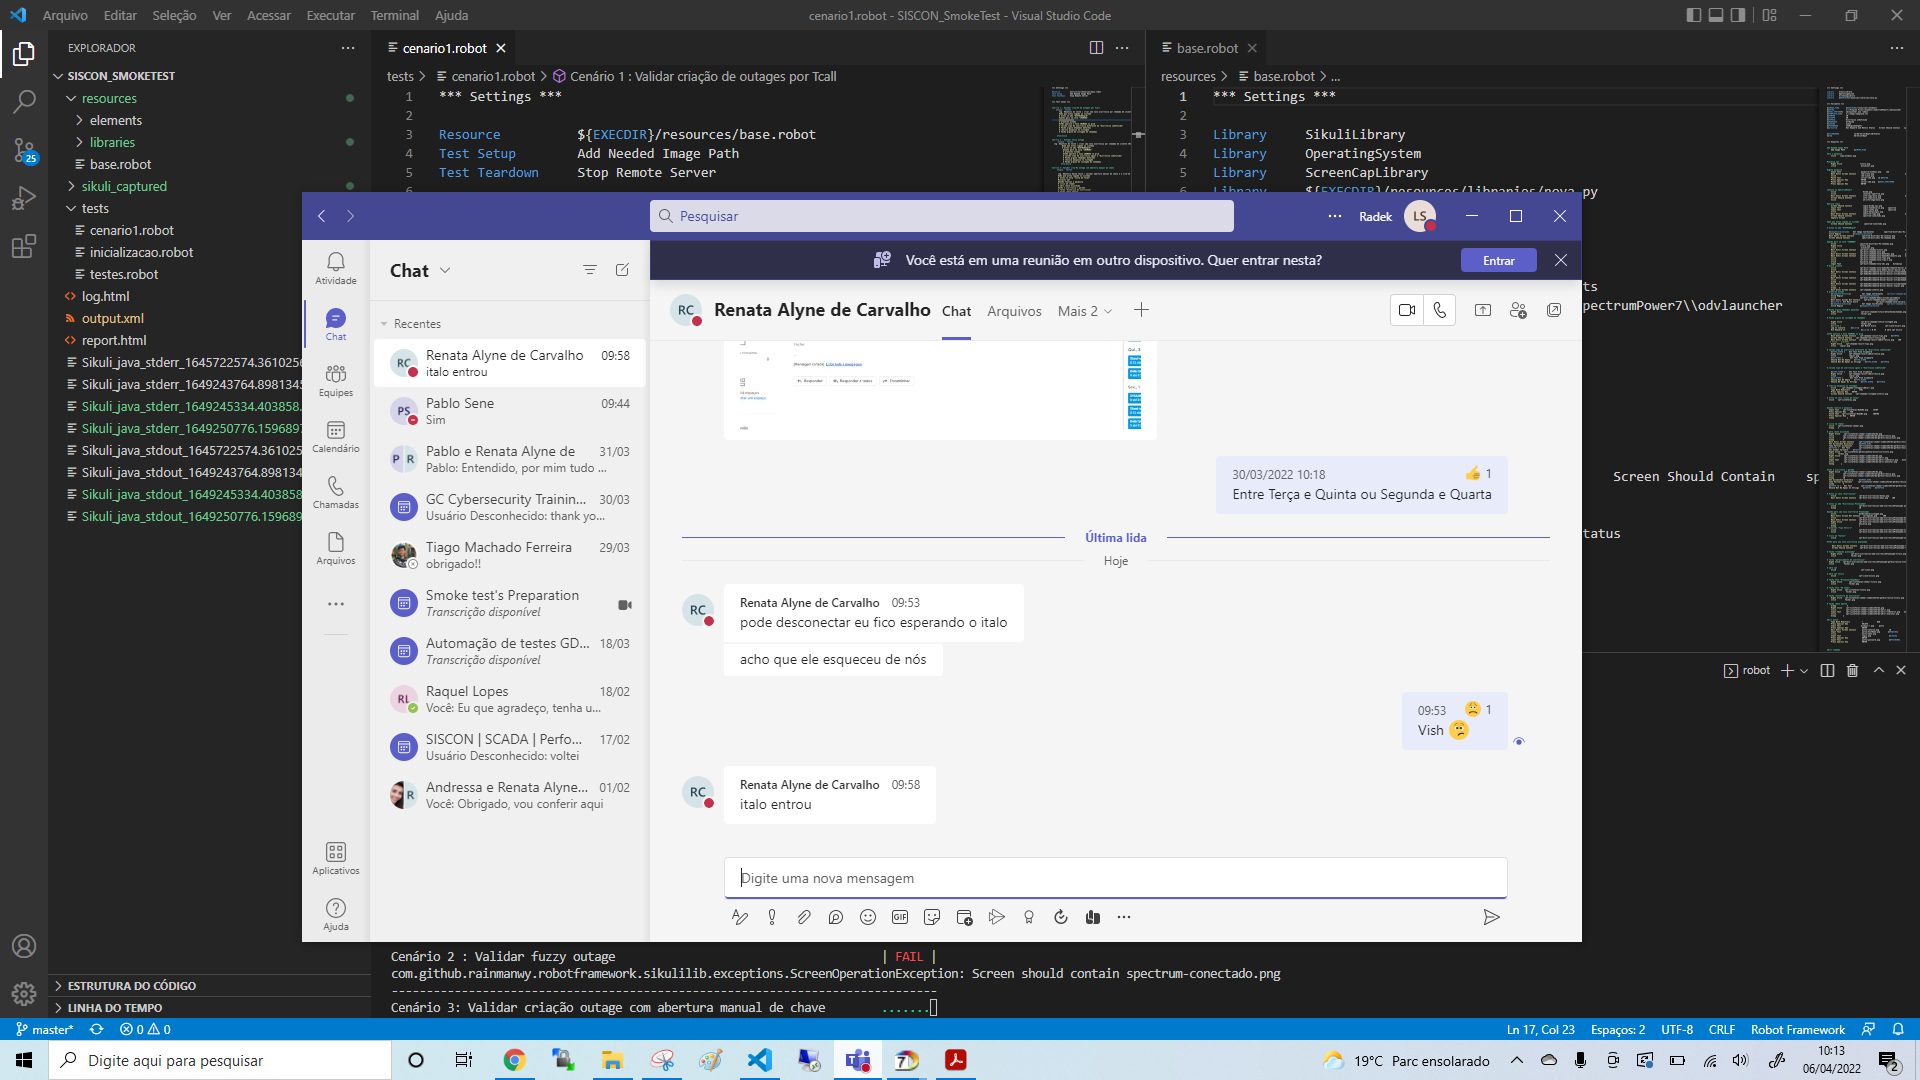 Arquivo Editar Seleção Ver Acessar Executar Terminal Ajuda
cenario1.robot - SISCON_SmokeTest - Visual Studio Code
EXPLORADOR
SISCON_SMOKETEST
resources
elements
libraries
base.robot
sikuli_captured
tests
cenario1.robot
inicializacao.robot
testes.robot
log.html
output.xml
report.html
Sikuli_java_stderr_1645722574.3610256
Sikuli_java_stderr_1649243764.8981345
Sikuli_java_stderr_1649245334.403858.
Sikuli_java_stderr_1649250776.1596897
Sikuli_java_stdout_1645722574.361025
Sikuli_java_stdout_1649243764.898134
Sikuli_java_stdout_1649245334.403858
Sikuli_java_stdout_1649250776.159689
ESTRUTURA DO CÓDIGO
LINHA DO TEMPO
25
cenario1.robot
tests > cenario1.robot > Cenário 1 : Validar criação de outages por Tcall
1 *** Settings ***
2
3 Resource ${EXECDIR}/resources/base.robot
4 Test Setup Add Needed Image Path
5 Test Teardown Stop Remote Server
6
base.robot
resources > base.robot > ...
1 *** Settings ***
2
3 Library SikuliLibrary
4 Library OperatingSystem
5 Library ScreenCapLibrary
6 Library ${EXECDIR}/resources/libraries/nova.py
ts
pectrumPower7\\odvlauncher
Screen Should Contain sp
tatus
robot
Pesquisar
Radek
LS
Você está em uma reunião em outro dispositivo. Quer entrar nesta?
Entrar
Atividade
Chat
Equipes
Calendário
Chamadas
Arquivos
Aplicativos
Ajuda
Chat
Recentes
RC
Renata Alyne de Carvalho 09:58
italo entrou
PS
Pablo Sene 09:44
Sim
P R
Pablo e Renata Alyne de 31/03
Pablo: Entendido, por mim tudo ...
GC Cybersecurity Trainin... 30/03
Usuário Desconhecido: thank yo...
Tiago Machado Ferreira 29/03
obrigado!!
Smoke test's Preparation
Transcrição disponível
Automação de testes GD... 18/03
Transcrição disponível
RL
Raquel Lopes 18/02
Você: Eu que agradeço, tenha u...
SISCON | SCADA | Perfo... 17/02
Usuário Desconhecido: voltei
R
Andressa e Renata Alyne... 01/02
Você: Obrigado, vou conferir aqui
RC
Renata Alyne de Carvalho Chat Arquivos Mais 2
30/03/2022 10:18 1
Entre Terça e Quinta ou Segunda e Quarta
Última lida
Hoje
RC
Renata Alyne de Carvalho 09:53
pode desconectar eu fico esperando o italo
acho que ele esqueceu de nós
09:53 1
Vish
RC
Renata Alyne de Carvalho 09:58
italo entrou
Digite uma nova mensagem
GIF
Cenário 2 : Validar fuzzy outage | FAIL |
com.github.rainmanwy.robotframework.sikulilib.exceptions.ScreenOperationException: Screen should contain spectrum-conectado.png
Cenário 3: Validar criação outage com abertura manual de chave .......
master* 0 0
Ln 17, Col 23 Espaços: 2 UTF-8 CRLF Robot Framework
Digite aqui para pesquisar
7
19°C Parc ensolarado
10:13
06/04/2022
2